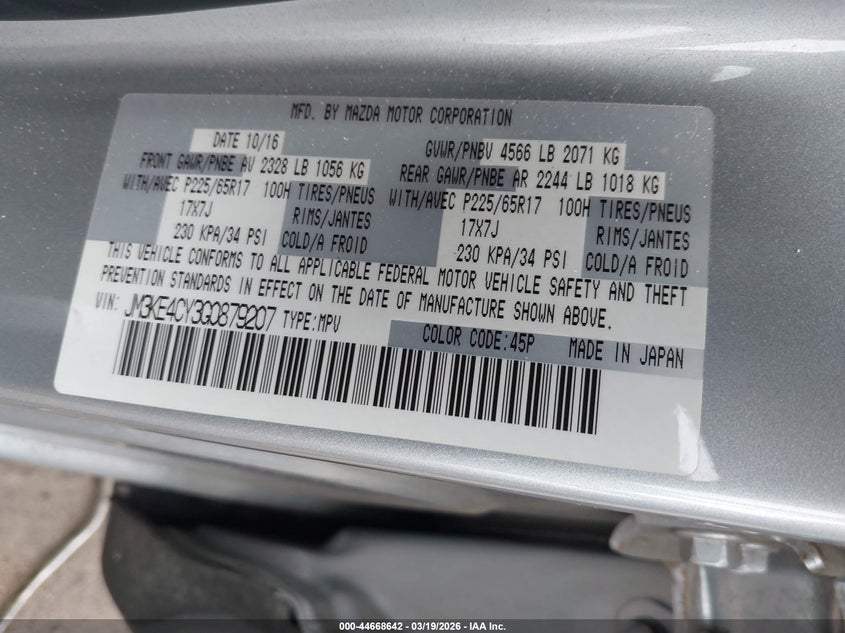 MFD. BY MAZDA MOTOR CORPORATION
DATE 10/16 GVWR/PNBV 4566 LB 2071 KG
FRONT GAWR/PNBE AV 2328 LB 1056 KG REAR GAWR/PNBE AR 2244 LB 1018 KG
WITH/AVEC P225/65R17 100H TIRES/PNEUS WITH/AVEC P225/65R17 100H TIRES/PNEUS
17X7J RIMS/JANTES 17X7J RIMS/JANTES
230 KPA/34 PSI COLD/A FROID 230 KPA/34 PSI COLD/A FROID
THIS VEHICLE CONFORMS TO ALL APPLICABLE FEDERAL MOTOR VEHICLE SAFETY AND THEFT
PREVENTION STANDARDS IN EFFECT ON THE DATE OF MANUFACTURE SHOWN ABOVE.
VIN: JM3KE4CY3G0879207 TYPE:MPV
COLOR CODE:45P MADE IN JAPAN
000-44668642 - 03/19/2026 - IAA Inc.